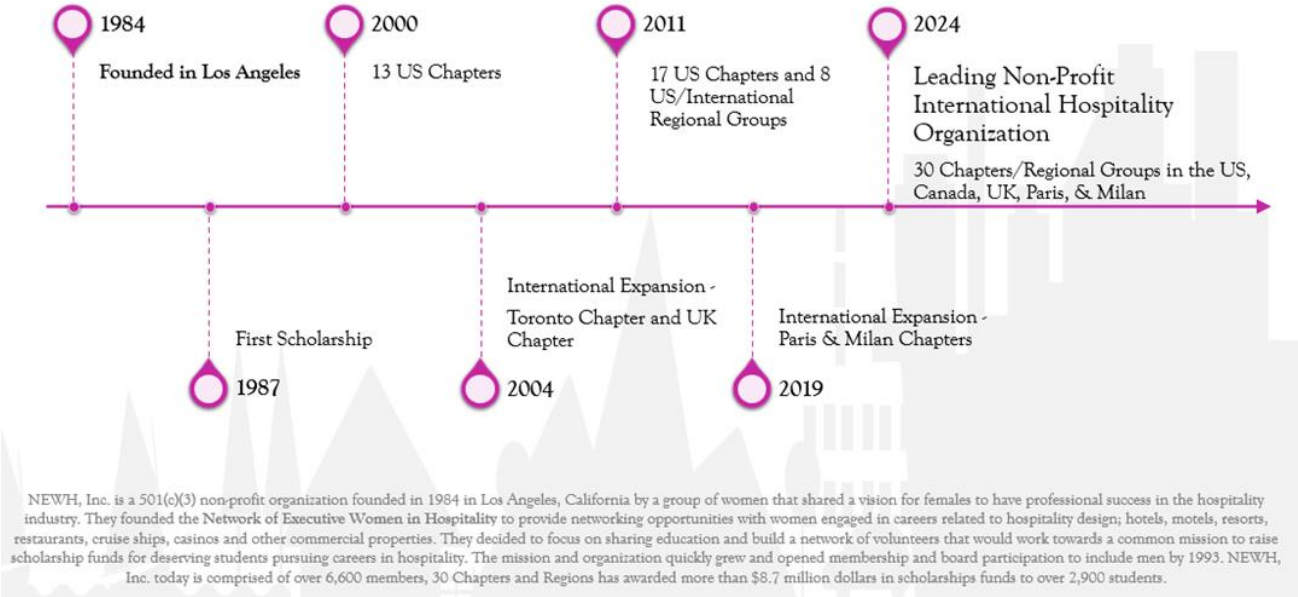 1984
Founded in Los Angeles
2000
13 US Chapters
2011
17 US Chapters and 8
US/International
Regional Groups
2024
Leading Non-Profit
International Hospitality
Organization
30 Chapters/Regional Groups in the US,
Canada, UK, Paris, & Milan
First Scholarship
1987
International Expansion -
Toronto Chapter and UK
Chapter
2004
International Expansion -
Paris & Milan Chapters
2019
NEWH, Inc. is a 501(c)(3) non-profit organization founded in 1984 in Los Angeles, California by a group of women that shared a vision for females to have professional success in the hospitality
industry. They founded the Network of Executive Women in Hospitality to provide networking opportunities with women engaged in careers related to hospitality design; hotels, motels, resorts,
restaurants, cruise ships, casinos and other commercial properties. They decided to focus on sharing education and build a network of volunteers that would work towards a common mission to raise
scholarship funds for deserving students pursuing careers in hospitality. The mission and organization quickly grew and opened membership and board participation to include men by 1993. NEWH,
Inc. today is comprised of over 6,600 members, 30 Chapters and Regions has awarded more than $8.7 million dollars in scholarships funds to over 2,900 students.